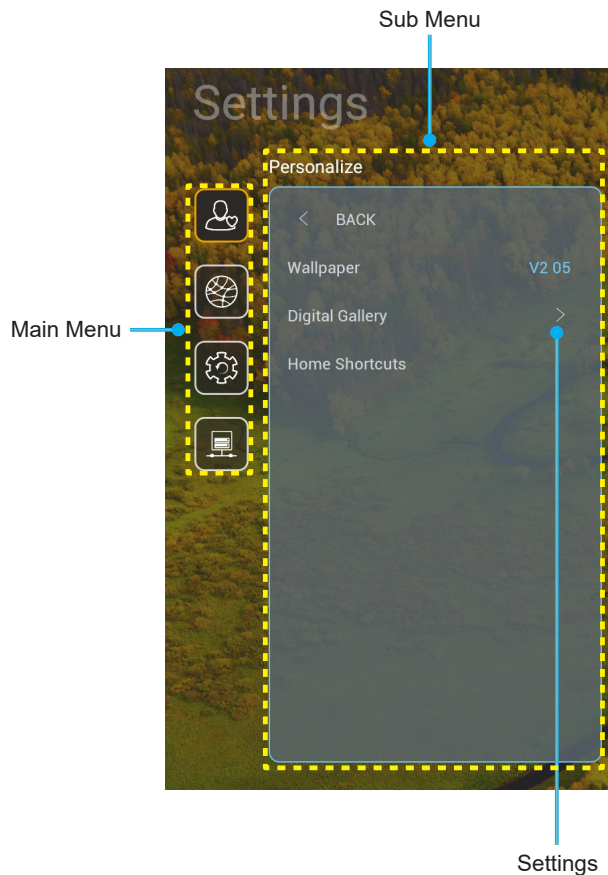 Sub Menu
Settings
Personalize
< BACK
Wallpaper V2 05
Digital Gallery >
Main Menu
Home Shortcuts
Settings